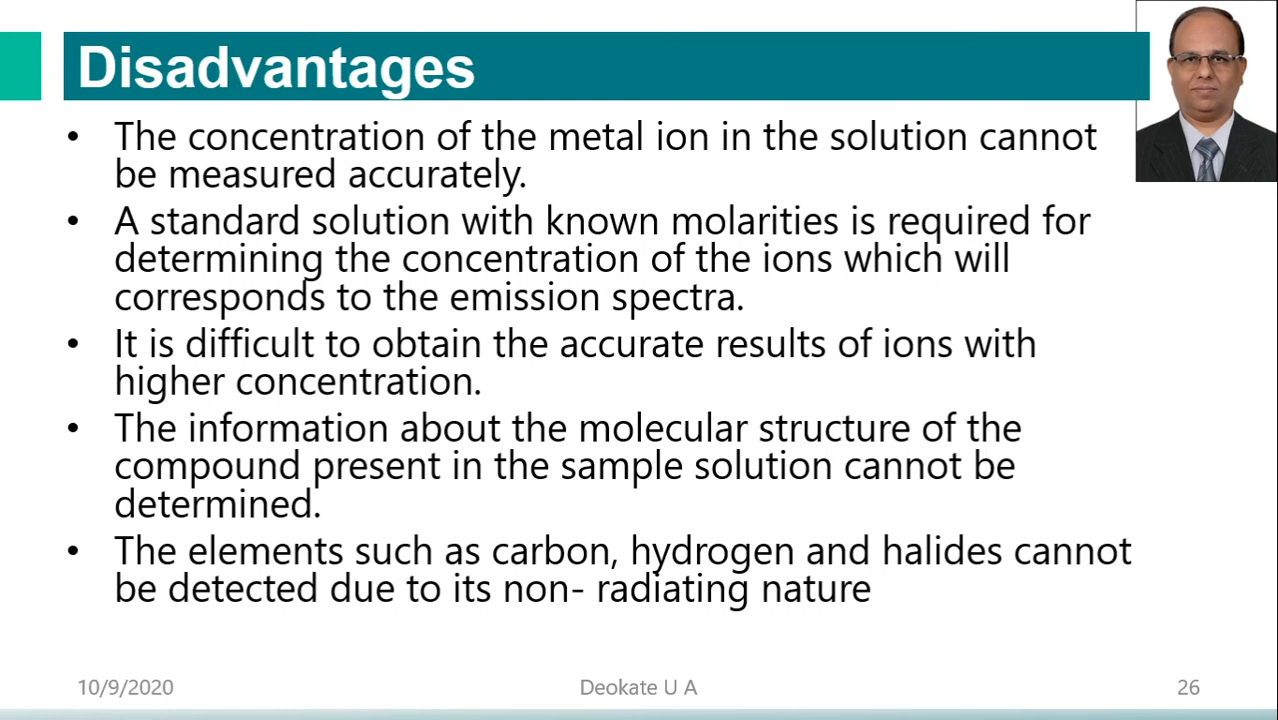 Disadvantages
• The concentration of the metal ion in the solution cannot
be measured accurately.
• A standard solution with known molarities is required for
determining the concentration of the ions which will
corresponds to the emission spectra.
• It is difficult to obtain the accurate results of ions with
higher concentration.
• The information about the molecular structure of the
compound present in the sample solution cannot be
determined.
• The elements such as carbon, hydrogen and halides cannot
be detected due to its non- radiating nature
10/9/2020
Deokate U A
26